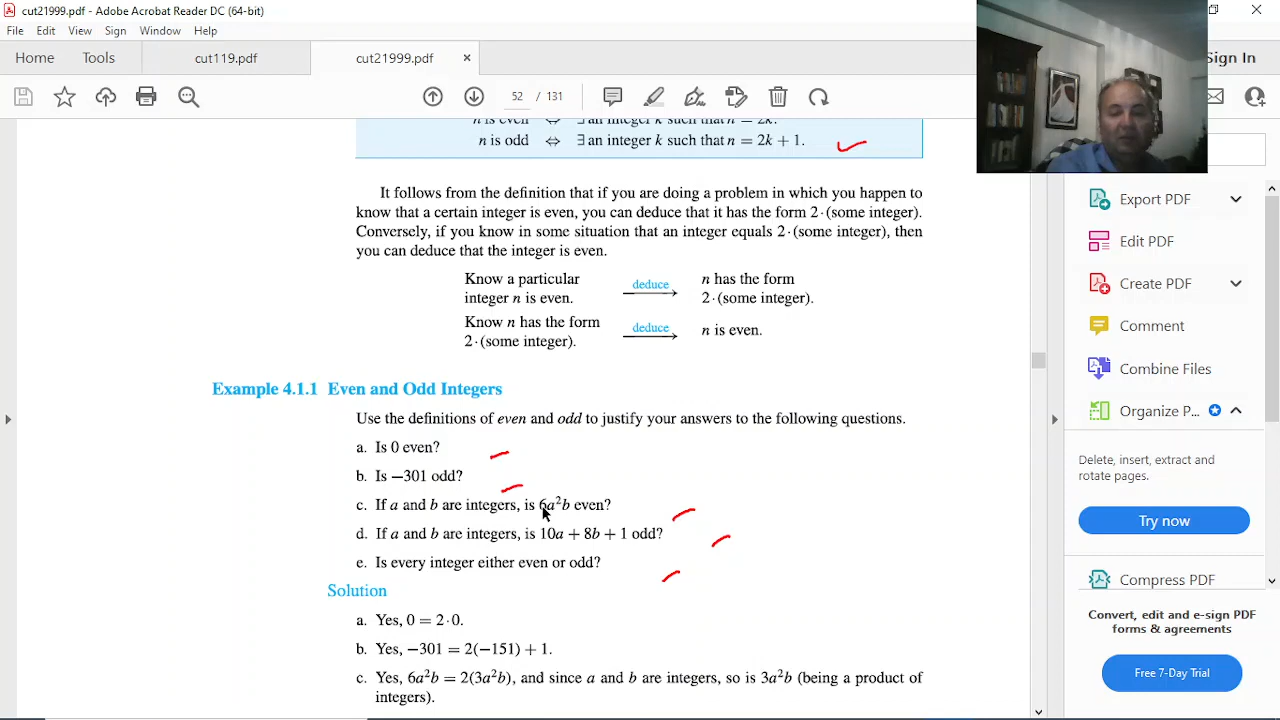 cut21999.pdf - Adobe Acrobat Reader DC (64-bit)
File Edit View Sign Window Help
Home Tools cut119.pdf cut21999.pdf × Sign In
52 / 131
n is even ⇔ ∃ an integer k such that n = 2k.
n is odd ⇔ ∃ an integer k such that n = 2k + 1.
It follows from the definition that if you are doing a problem in which you happen to
know that a certain integer is even, you can deduce that it has the form 2·(some integer).
Conversely, if you know in some situation that an integer equals 2·(some integer), then
you can deduce that the integer is even.
Know a particular
integer n is even.
deduce
n has the form
2·(some integer).
Know n has the form
2·(some integer).
deduce
n is even.
Example 4.1.1 Even and Odd Integers
Use the definitions of even and odd to justify your answers to the following questions.
a. Is 0 even?
b. Is −301 odd?
c. If a and b are integers, is 6a²b even?
d. If a and b are integers, is 10a + 8b + 1 odd?
e. Is every integer either even or odd?
Solution
a. Yes, 0 = 2·0.
b. Yes, −301 = 2(−151) + 1.
c. Yes, 6a²b = 2(3a²b), and since a and b are integers, so is 3a²b (being a product of
integers).
Export PDF
Edit PDF
Create PDF
Comment
Combine Files
Organize P...
Delete, insert, extract and
rotate pages.
Try now
Compress PDF
Convert, edit and e-sign PDF
forms & agreements
Free 7-Day Trial